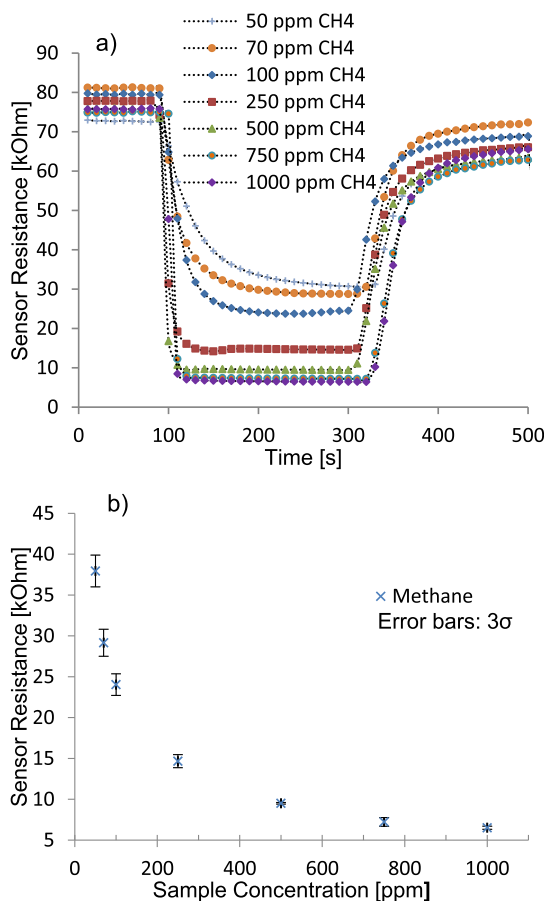 a)
50 ppm CH4
70 ppm CH4
100 ppm CH4
250 ppm CH4
500 ppm CH4
750 ppm CH4
1000 ppm CH4
Sensor Resistance [kOhm]
90
80
70
60
50
40
30
20
10
0
0 100 200 300 400 500
Time [s]
b)
Methane
Error bars: 3σ
Sensor Resistance [kOhm]
45
40
35
30
25
20
15
10
5
0 200 400 600 800 1000
Sample Concentration [ppm]